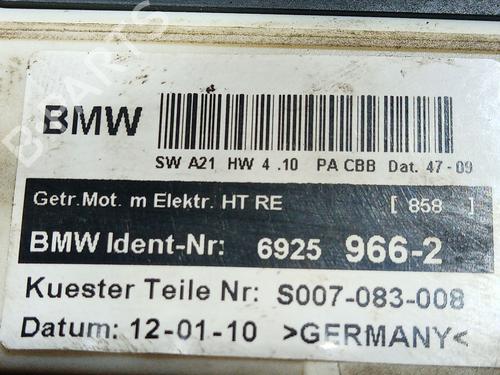 BMW
SW A21 HW 4 .10 PA CBB Dat. 47-09
Getr.Mot. m Elektr. HT RE [ 858 ]
BMW Ident-Nr: 6925 966-2
Kuester Teile Nr: S007-083-008
Datum: 12-01-10 >GERMANY<